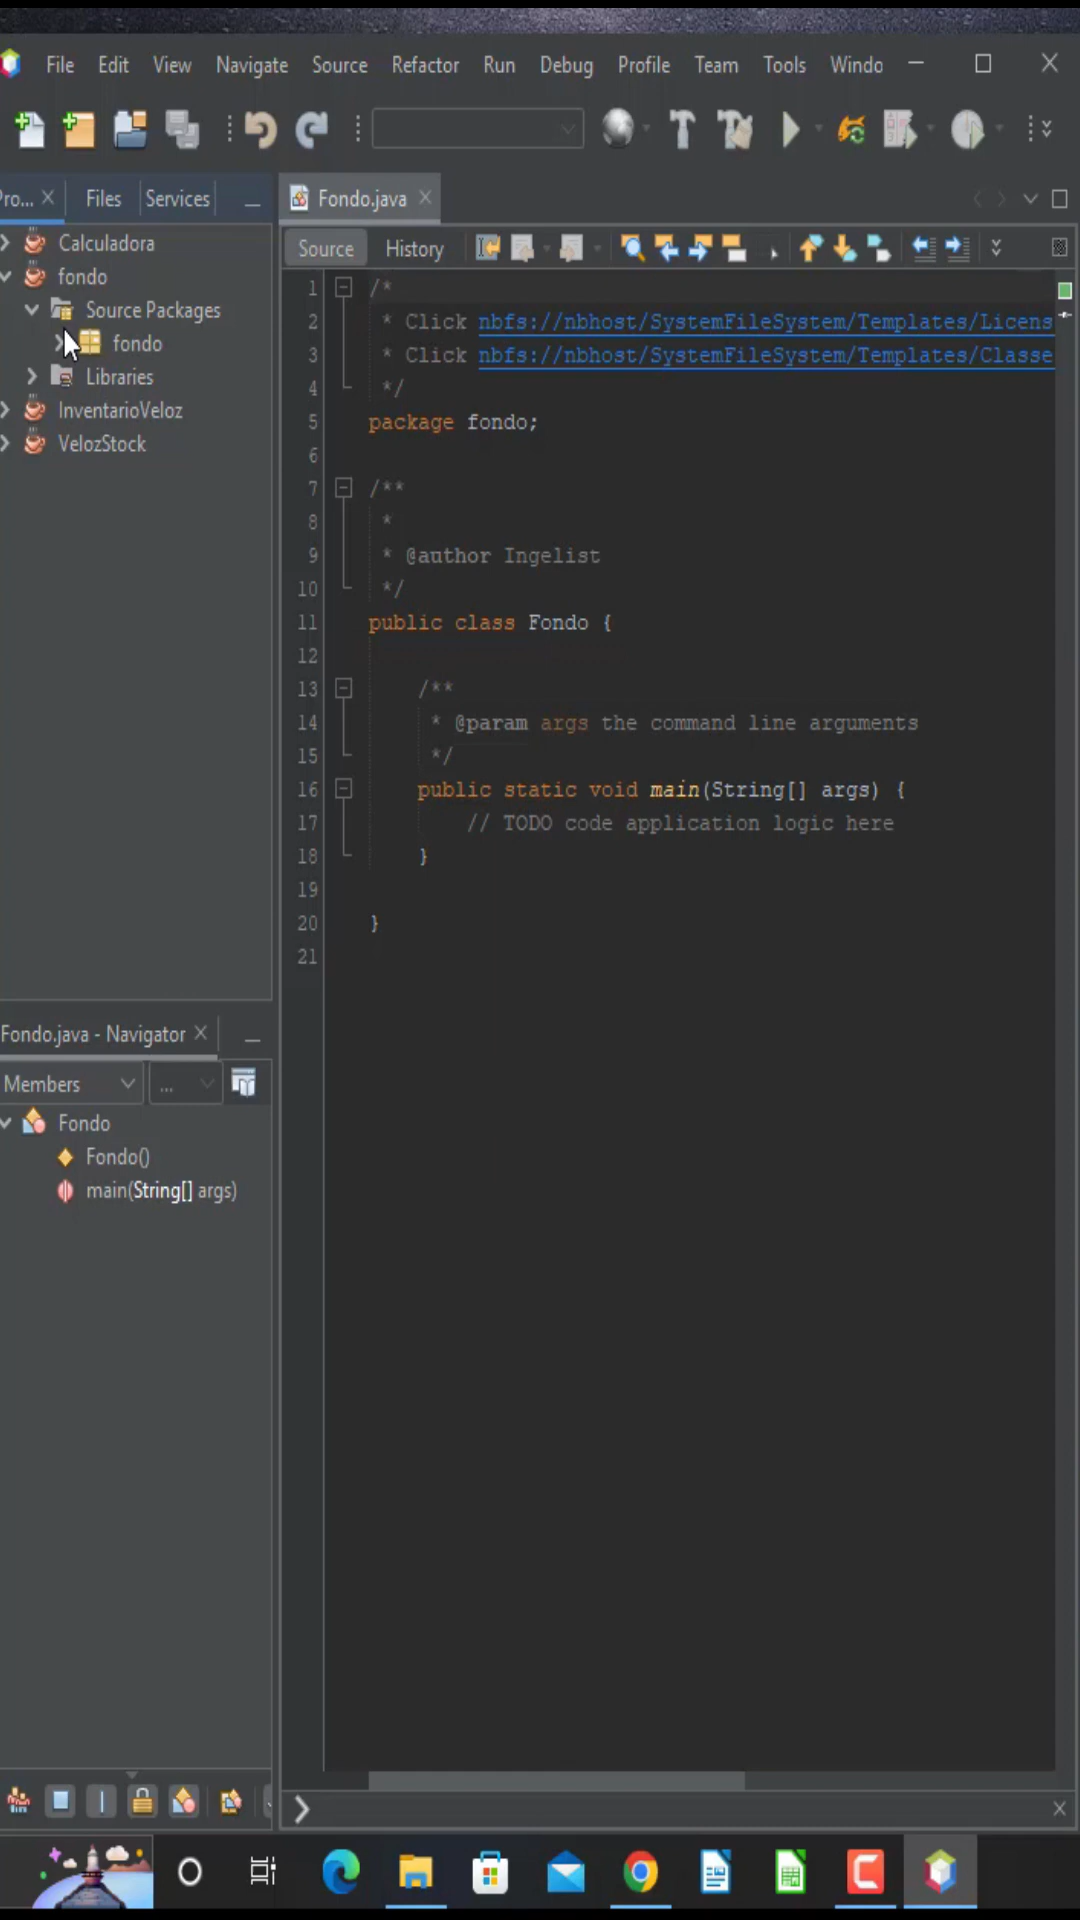 File Edit View Navigate Source Refactor Run Debug Profile Team Tools Windo
Pro... Files Services
Fondo.java
Calculadora
fondo
Source Packages
fondo
Libraries
InventarioVeloz
VelozStock
Source History
1 /*
2 * Click nbfs://nbhost/SystemFileSystem/Templates/Licens
3 * Click nbfs://nbhost/SystemFileSystem/Templates/Classe
4 */
5 package fondo;
6
7 /**
8 *
9 * @author Ingelist
10 */
11 public class Fondo {
12
13 /**
14 * @param args the command line arguments
15 */
16 public static void main(String[] args) {
17 // TODO code application logic here
18 }
19
20 }
21
Fondo.java - Navigator
Members ...
Fondo
Fondo()
main(String[] args)